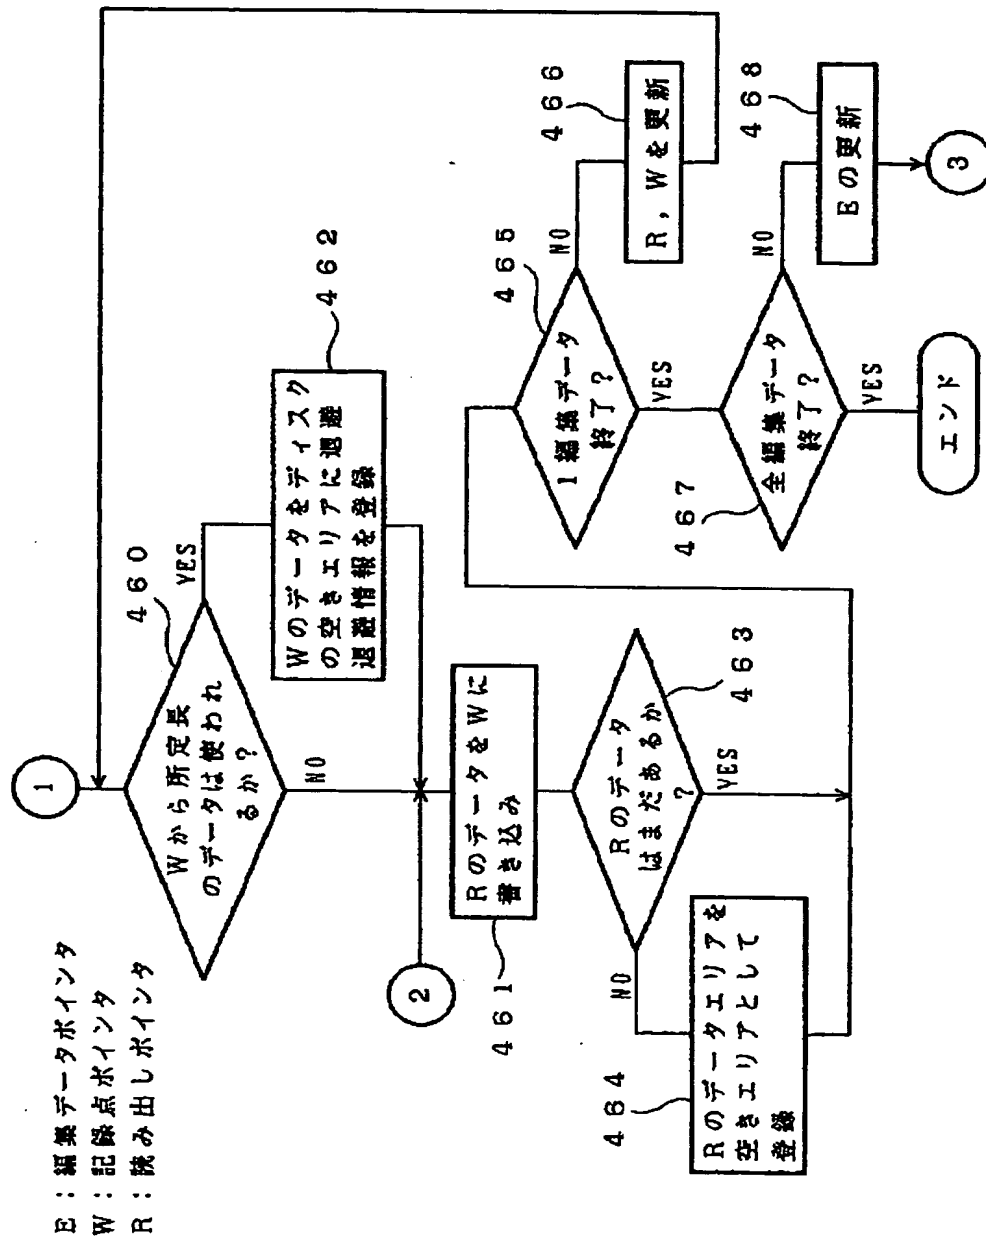 E：編集データポインタ
W：記録点ポインタ
R：読み出しポインタ
1
460
Wから所定長
のデータは使われ
るか？
YES
NO
462
Wのデータをディスク
の空きエリアに退避
退避情報を登録
2
461
RのデータをWに
書き込み
463
Rのデータ
はまだあるか
？
NO
YES
464
Rのデータエリアを
空きエリアとして
登録
465
1編集データ
終了？
NO
YES
466
R，Wを更新
467
全編集データ
終了？
NO
YES
468
Eの更新
3
エンド